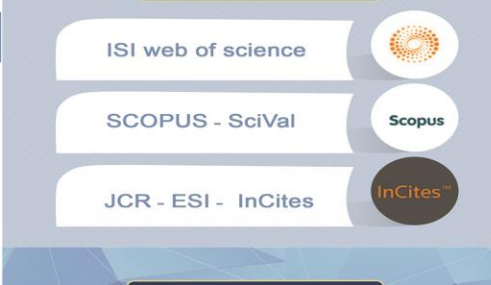 ISI web of science
SCOPUS - SciVal
Scopus
JCR - ESI - InCites
InCites™